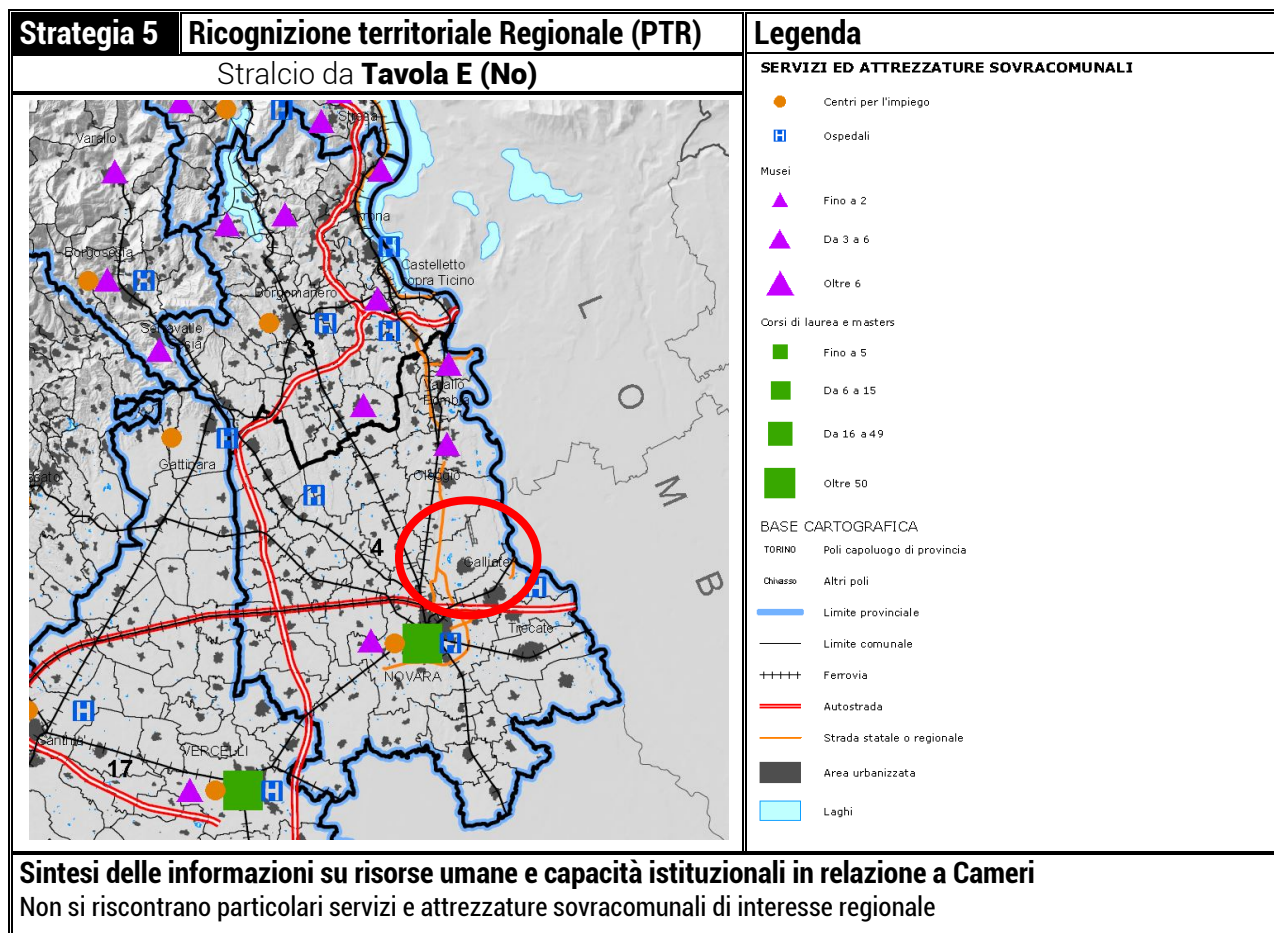 Strategia 5 Ricognizione territoriale Regionale (PTR)
Stralcio da Tavola E (No)
Varallo
Stresa
Arona
Borgosesia
Castelletto
Sopra Ticino
Borgomanero
Serravalle
Sesia
3
Varallo
Pombia
Gattinara
Oleggio
4
Galliate
Trecate
NOVARA
VERCELLI
17
L
O
M
B
Legenda
SERVIZI ED ATTREZZATURE SOVRACOMUNALI
Centri per l'impiego
H Ospedali
Musei
Fino a 2
Da 3 a 6
Oltre 6
Corsi di laurea e masters
Fino a 5
Da 6 a 15
Da 16 a 49
Oltre 50
BASE CARTOGRAFICA
TORINO Poli capoluogo di provincia
Chivasso Altri poli
Limite provinciale
Limite comunale
Ferrovia
Autostrada
Strada statale o regionale
Area urbanizzata
Laghi
Sintesi delle informazioni su risorse umane e capacità istituzionali in relazione a Cameri
Non si riscontrano particolari servizi e attrezzature sovracomunali di interesse regionale